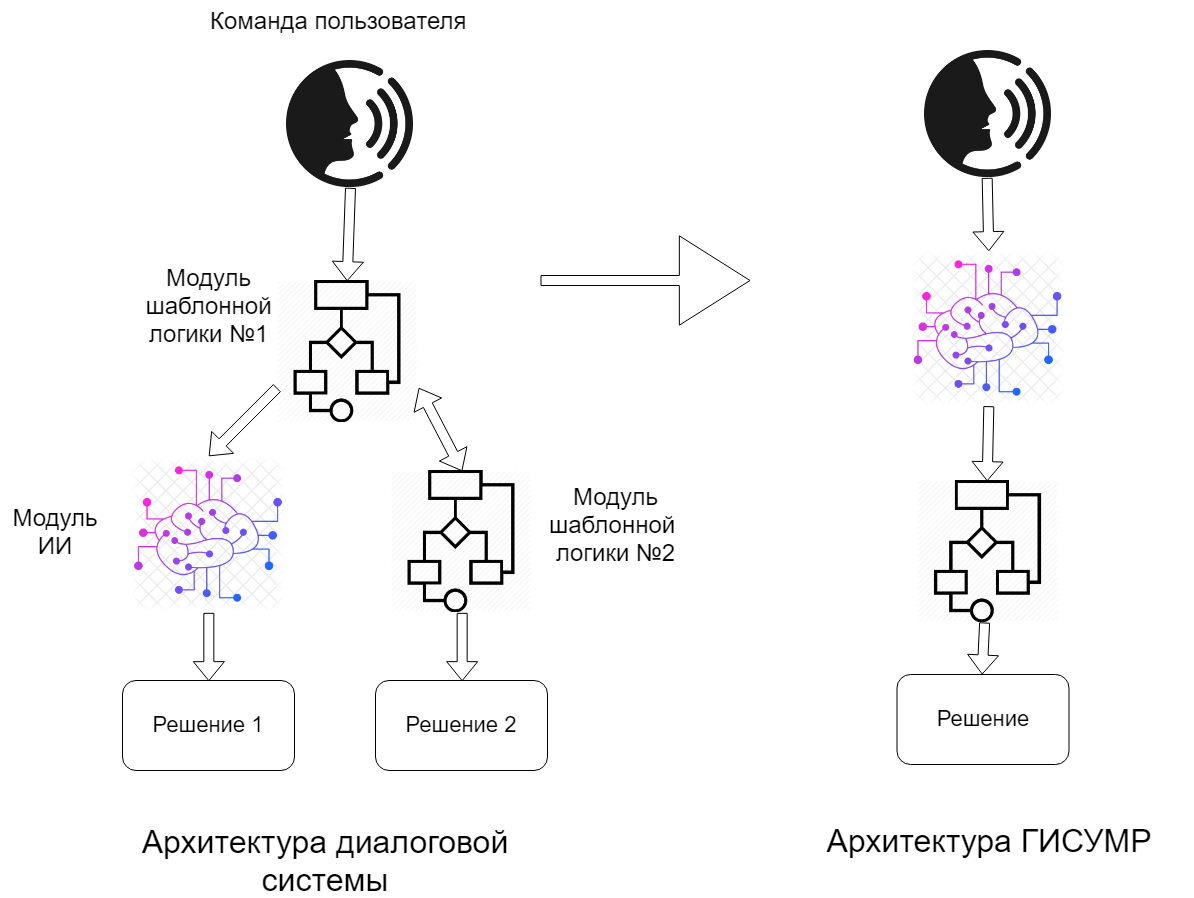 Команда пользователя
Модуль
шаблонной
логики №1
Модуль
ИИ
Модуль
шаблонной
логики №2
Решение 1
Решение 2
Решение
Архитектура диалоговой
системы
Архитектура ГИСУМР